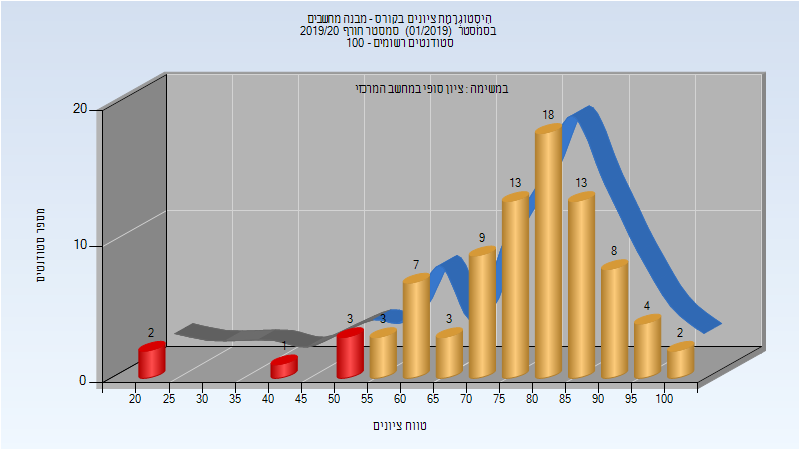 היסטוגרמת ציונים בקורס - מבנה מחשבים
בסמסטר (01/2019) סמסטר חורף 2019/20
סטודנטים רשומים - 100
במשימה : ציון סופי במחשב המרכזי
20
10
0
מספר סטודנטים
2
1
3
3
7
3
9
13
18
13
8
4
2
20 25 30 35 40 45 50 55 60 65 70 75 80 85 90 95 100
טווח ציונים